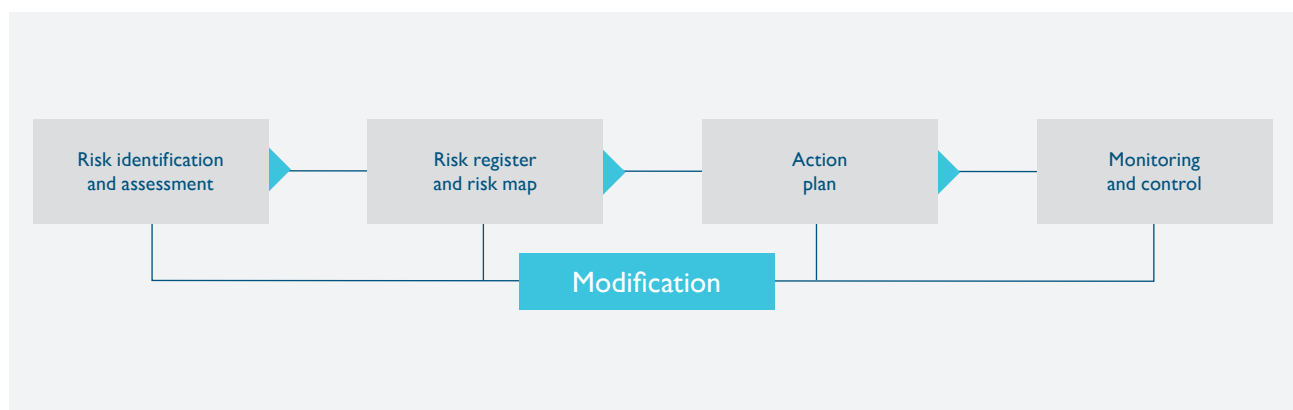 Risk identification
and assessment
Risk register
and risk map
Action
plan
Monitoring
and control
Modification